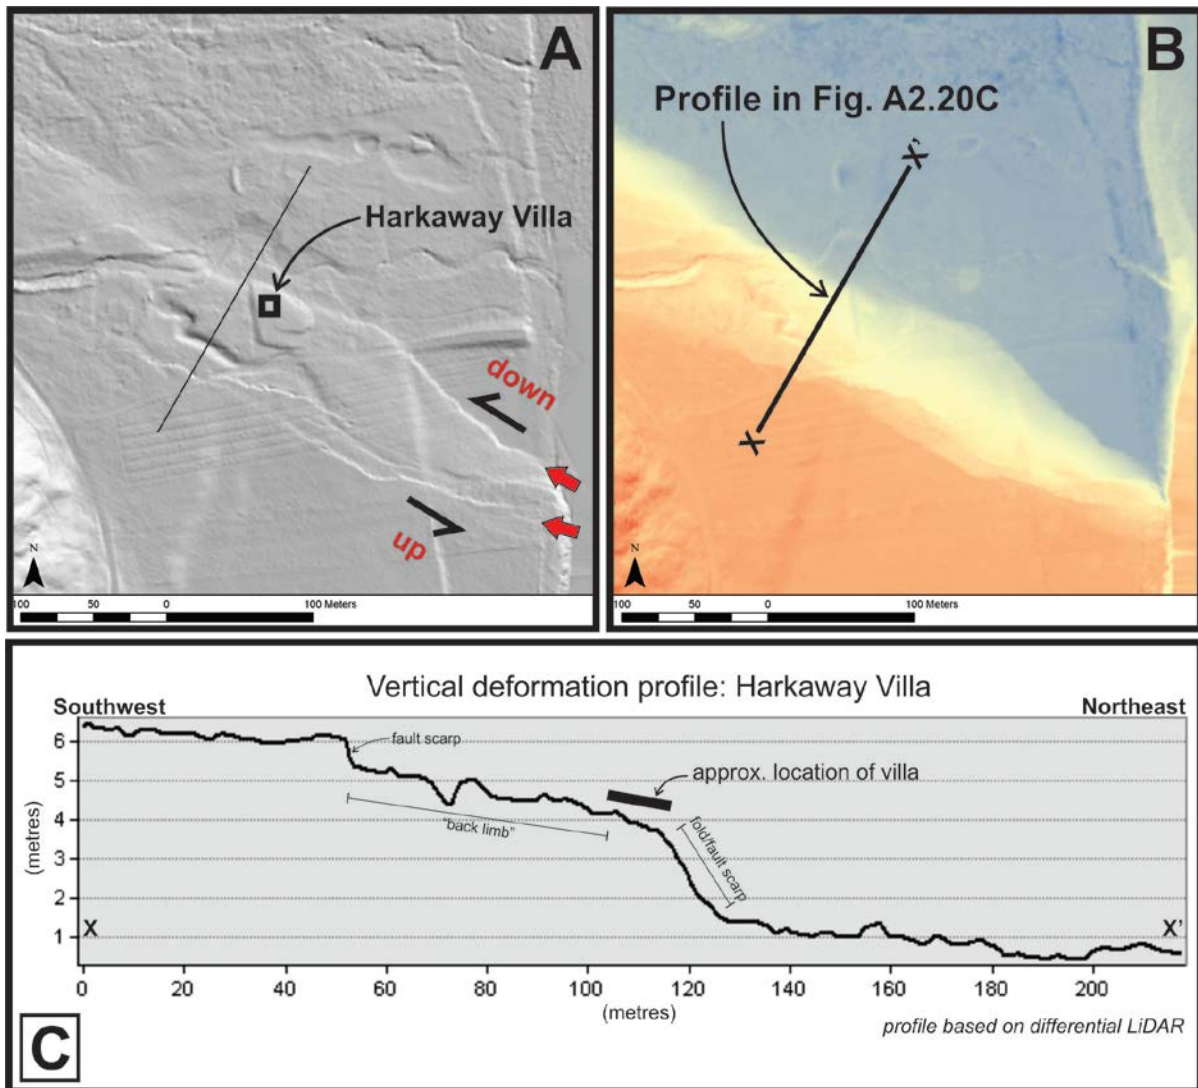 A
Harkaway Villa
down
up
N
100 50 0 100 Meters
B
Profile in Fig. A2.20C
X’
X
N
100 50 0 100 Meters
Vertical deformation profile: Harkaway Villa
Southwest
Northeast
6
5
4
3
2
1
(metres)
fault scarp
approx. location of villa
"back limb"
fold/fault scarp
X
X’
0 20 40 60 80 100 120 140 160 180 200
(metres)
profile based on differential LiDAR
C